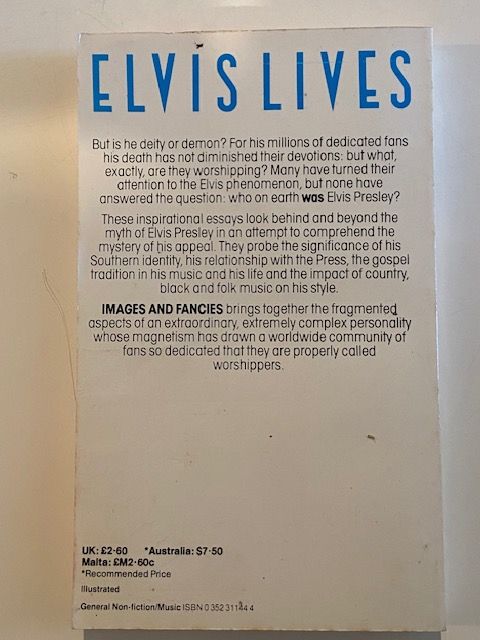 ELVIS LIVES
But is he deity or demon? For his millions of dedicated fans
his death has not diminished their devotions: but what,
exactly, are they worshipping? Many have turned their
attention to the Elvis phenomenon, but none have
answered the question: who on earth was Elvis Presley?
These inspirational essays look behind and beyond the
myth of Elvis Presley in an attempt to comprehend the
mystery of his appeal. They probe the significance of his
Southern identity, his relationship with the Press, the gospel
tradition in his music and his life and the impact of country,
black and folk music on his style.
IMAGES AND FANCIES brings together the fragmented
aspects of an extraordinary, extremely complex personality
whose magnetism has drawn a worldwide community of
fans so dedicated that they are properly called
worshippers.
UK: £2·60 *Australia: $7·50
Malta: £M2·60c
*Recommended Price
Illustrated
General Non-fiction/Music ISBN 0 352 31144 4